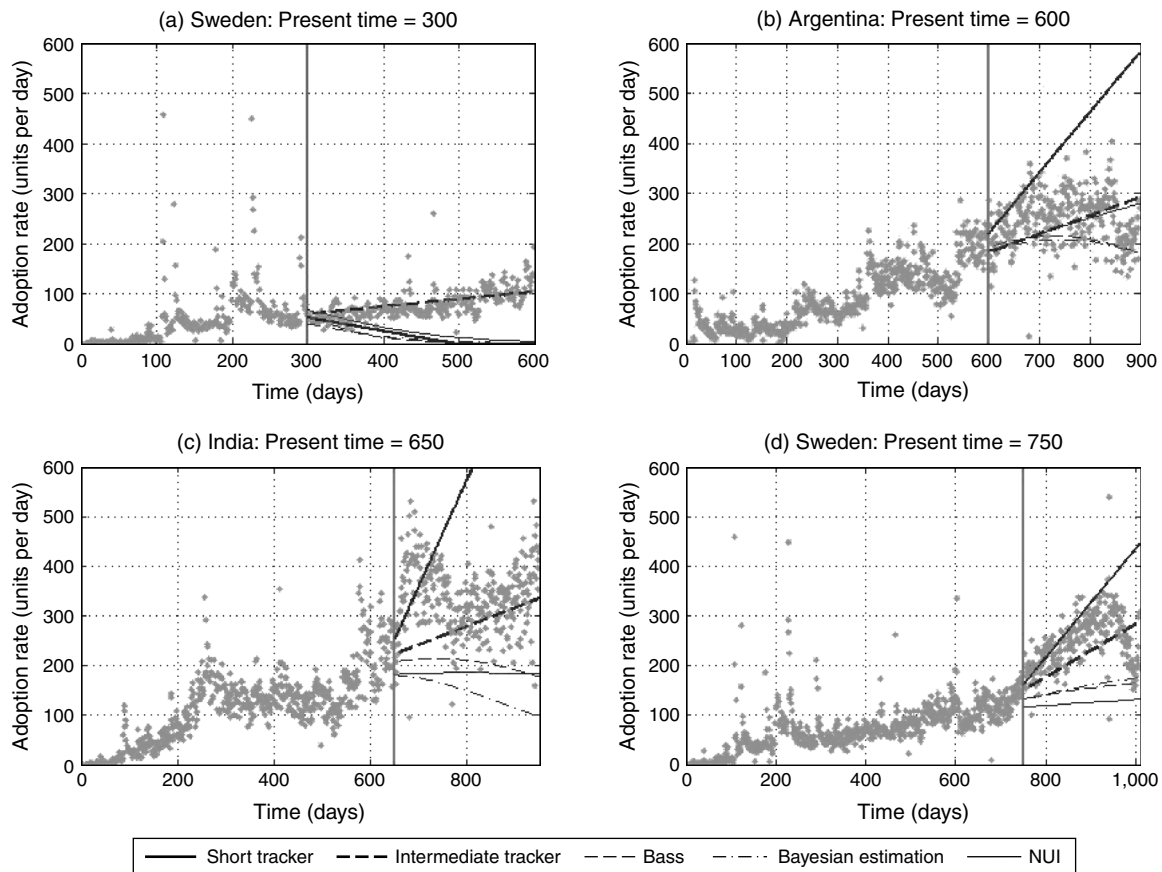 (a) Sweden: Present time = 300
Adoption rate (units per day)
600
500
400
300
200
100
0
0 100 200 300 400 500 600
Time (days)
(b) Argentina: Present time = 600
Adoption rate (units per day)
600
500
400
300
200
100
0
0 100 200 300 400 500 600 700 800 900
Time (days)
(c) India: Present time = 650
Adoption rate (units per day)
600
500
400
300
200
100
0
0 200 400 600 800
Time (days)
(d) Sweden: Present time = 750
Adoption rate (units per day)
600
500
400
300
200
100
0
0 200 400 600 800 1,000
Time (days)
Short tracker Intermediate tracker Bass Bayesian estimation NUI